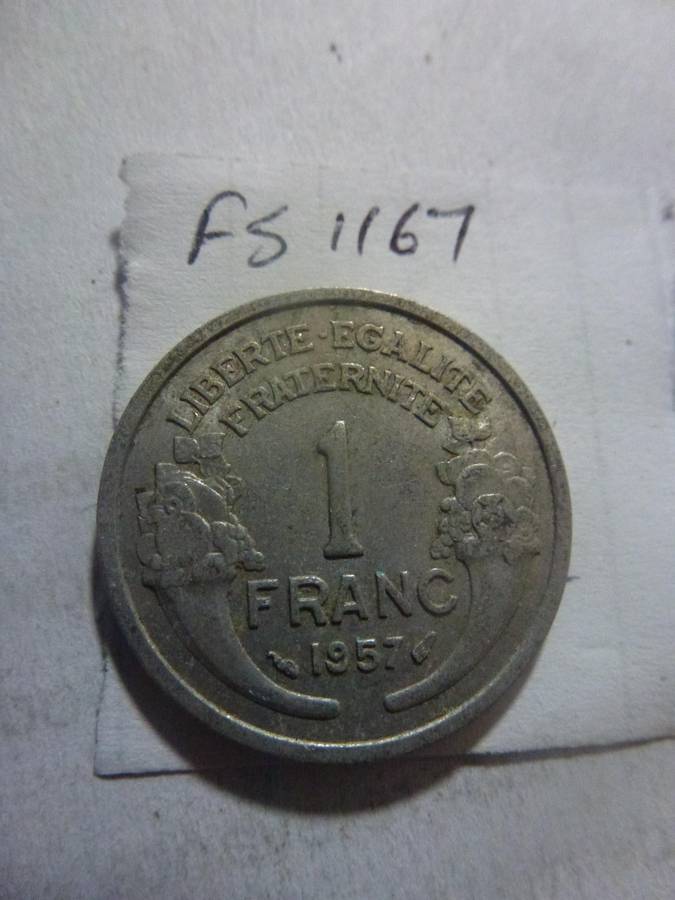 FS 1167
LIBERTE · EGALITE
FRATERNITE
1
FRANC
1957